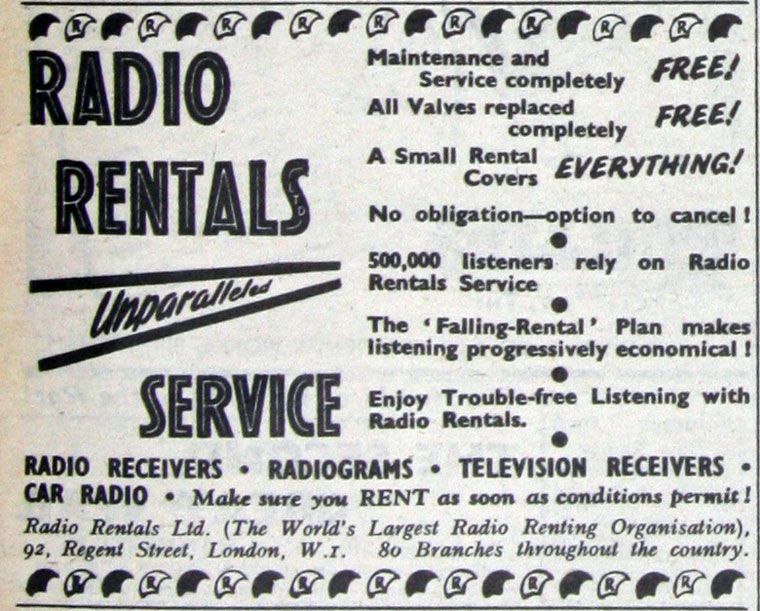 R R R R R R R R R
RADIO
RENTALS LTD
Unparalleled
SERVICE
Maintenance and
Service completely FREE!
All Valves replaced
completely FREE!
A Small Rental
Covers EVERYTHING!
No obligation—option to cancel!
500,000 listeners rely on Radio
Rentals Service
The ‘Falling-Rental’ Plan makes
listening progressively economical!
Enjoy Trouble-free Listening with
Radio Rentals.
RADIO RECEIVERS • RADIOGRAMS • TELEVISION RECEIVERS •
CAR RADIO • Make sure you RENT as soon as conditions permit!
Radio Rentals Ltd. (The World's Largest Radio Renting Organisation),
92, Regent Street, London, W.1. 80 Branches throughout the country.
R R R R R R R R R